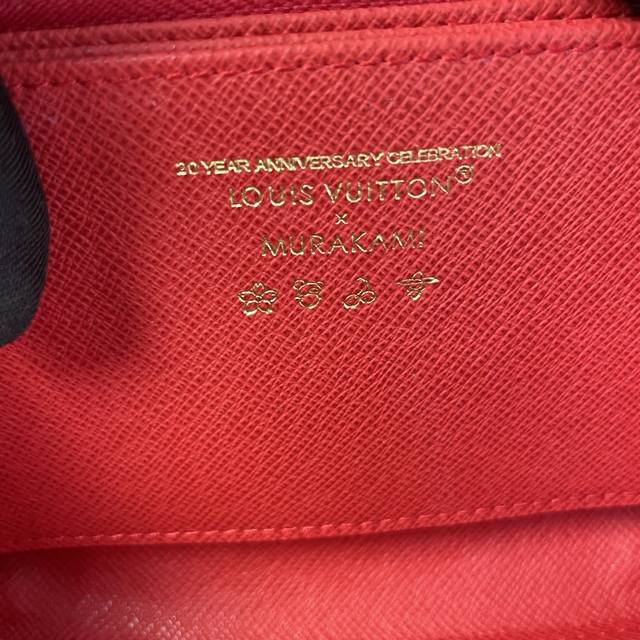 20 YEAR ANNIVERSARY CELEBRATION
LOUIS VUITTON®
×
MURAKAMI